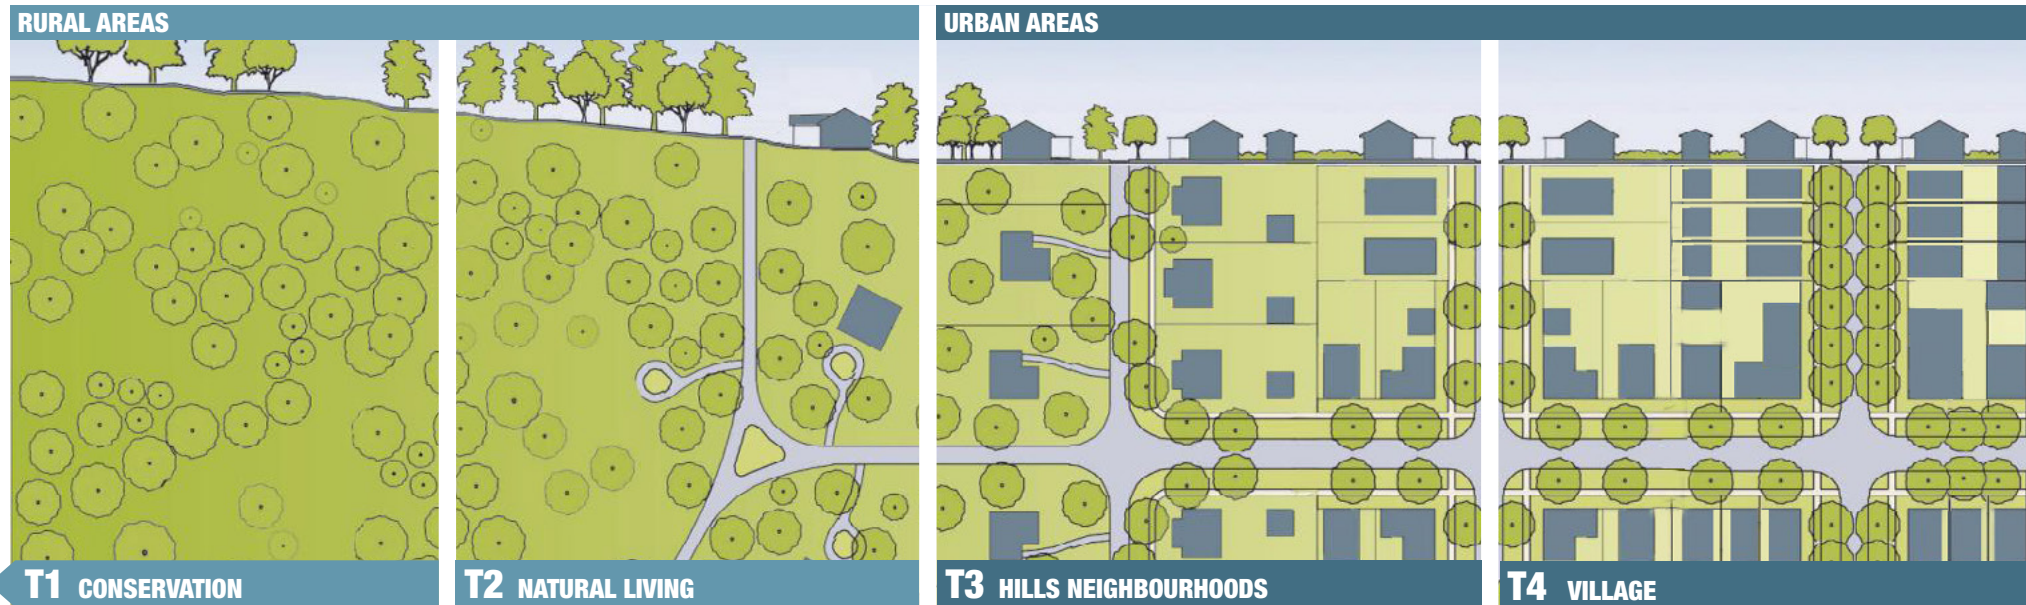 RURAL AREAS
URBAN AREAS
T1 CONSERVATION
T2 NATURAL LIVING
T3 HILLS NEIGHBOURHOODS
T4 VILLAGE